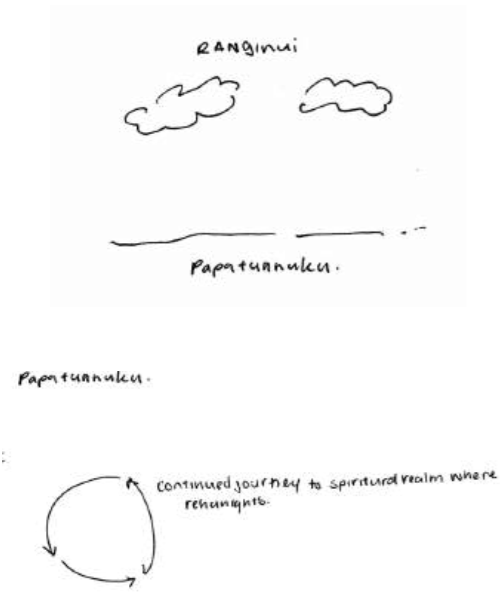 RANginui
Papatuanuku.
Papatuanuku.
:
continued journey to spiritual realm where